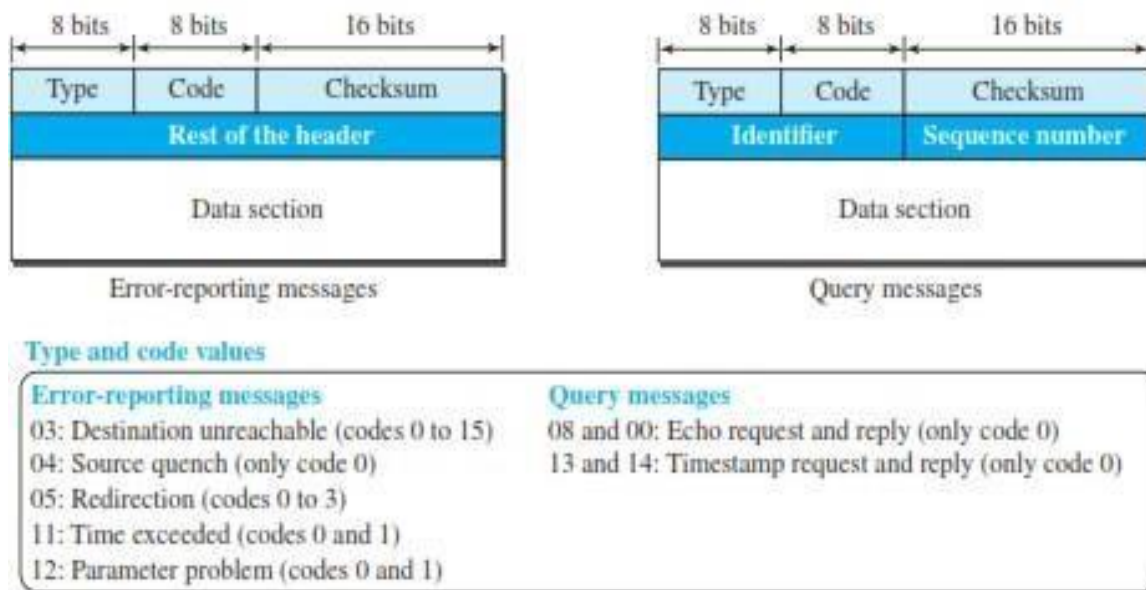 8 bits 8 bits 16 bits
Type Code Checksum
Rest of the header
Data section
Error-reporting messages
8 bits 8 bits 16 bits
Type Code Checksum
Identifier Sequence number
Data section
Query messages
Type and code values
Error-reporting messages
03: Destination unreachable (codes 0 to 15)
04: Source quench (only code 0)
05: Redirection (codes 0 to 3)
11: Time exceeded (codes 0 and 1)
12: Parameter problem (codes 0 and 1)
Query messages
08 and 00: Echo request and reply (only code 0)
13 and 14: Timestamp request and reply (only code 0)